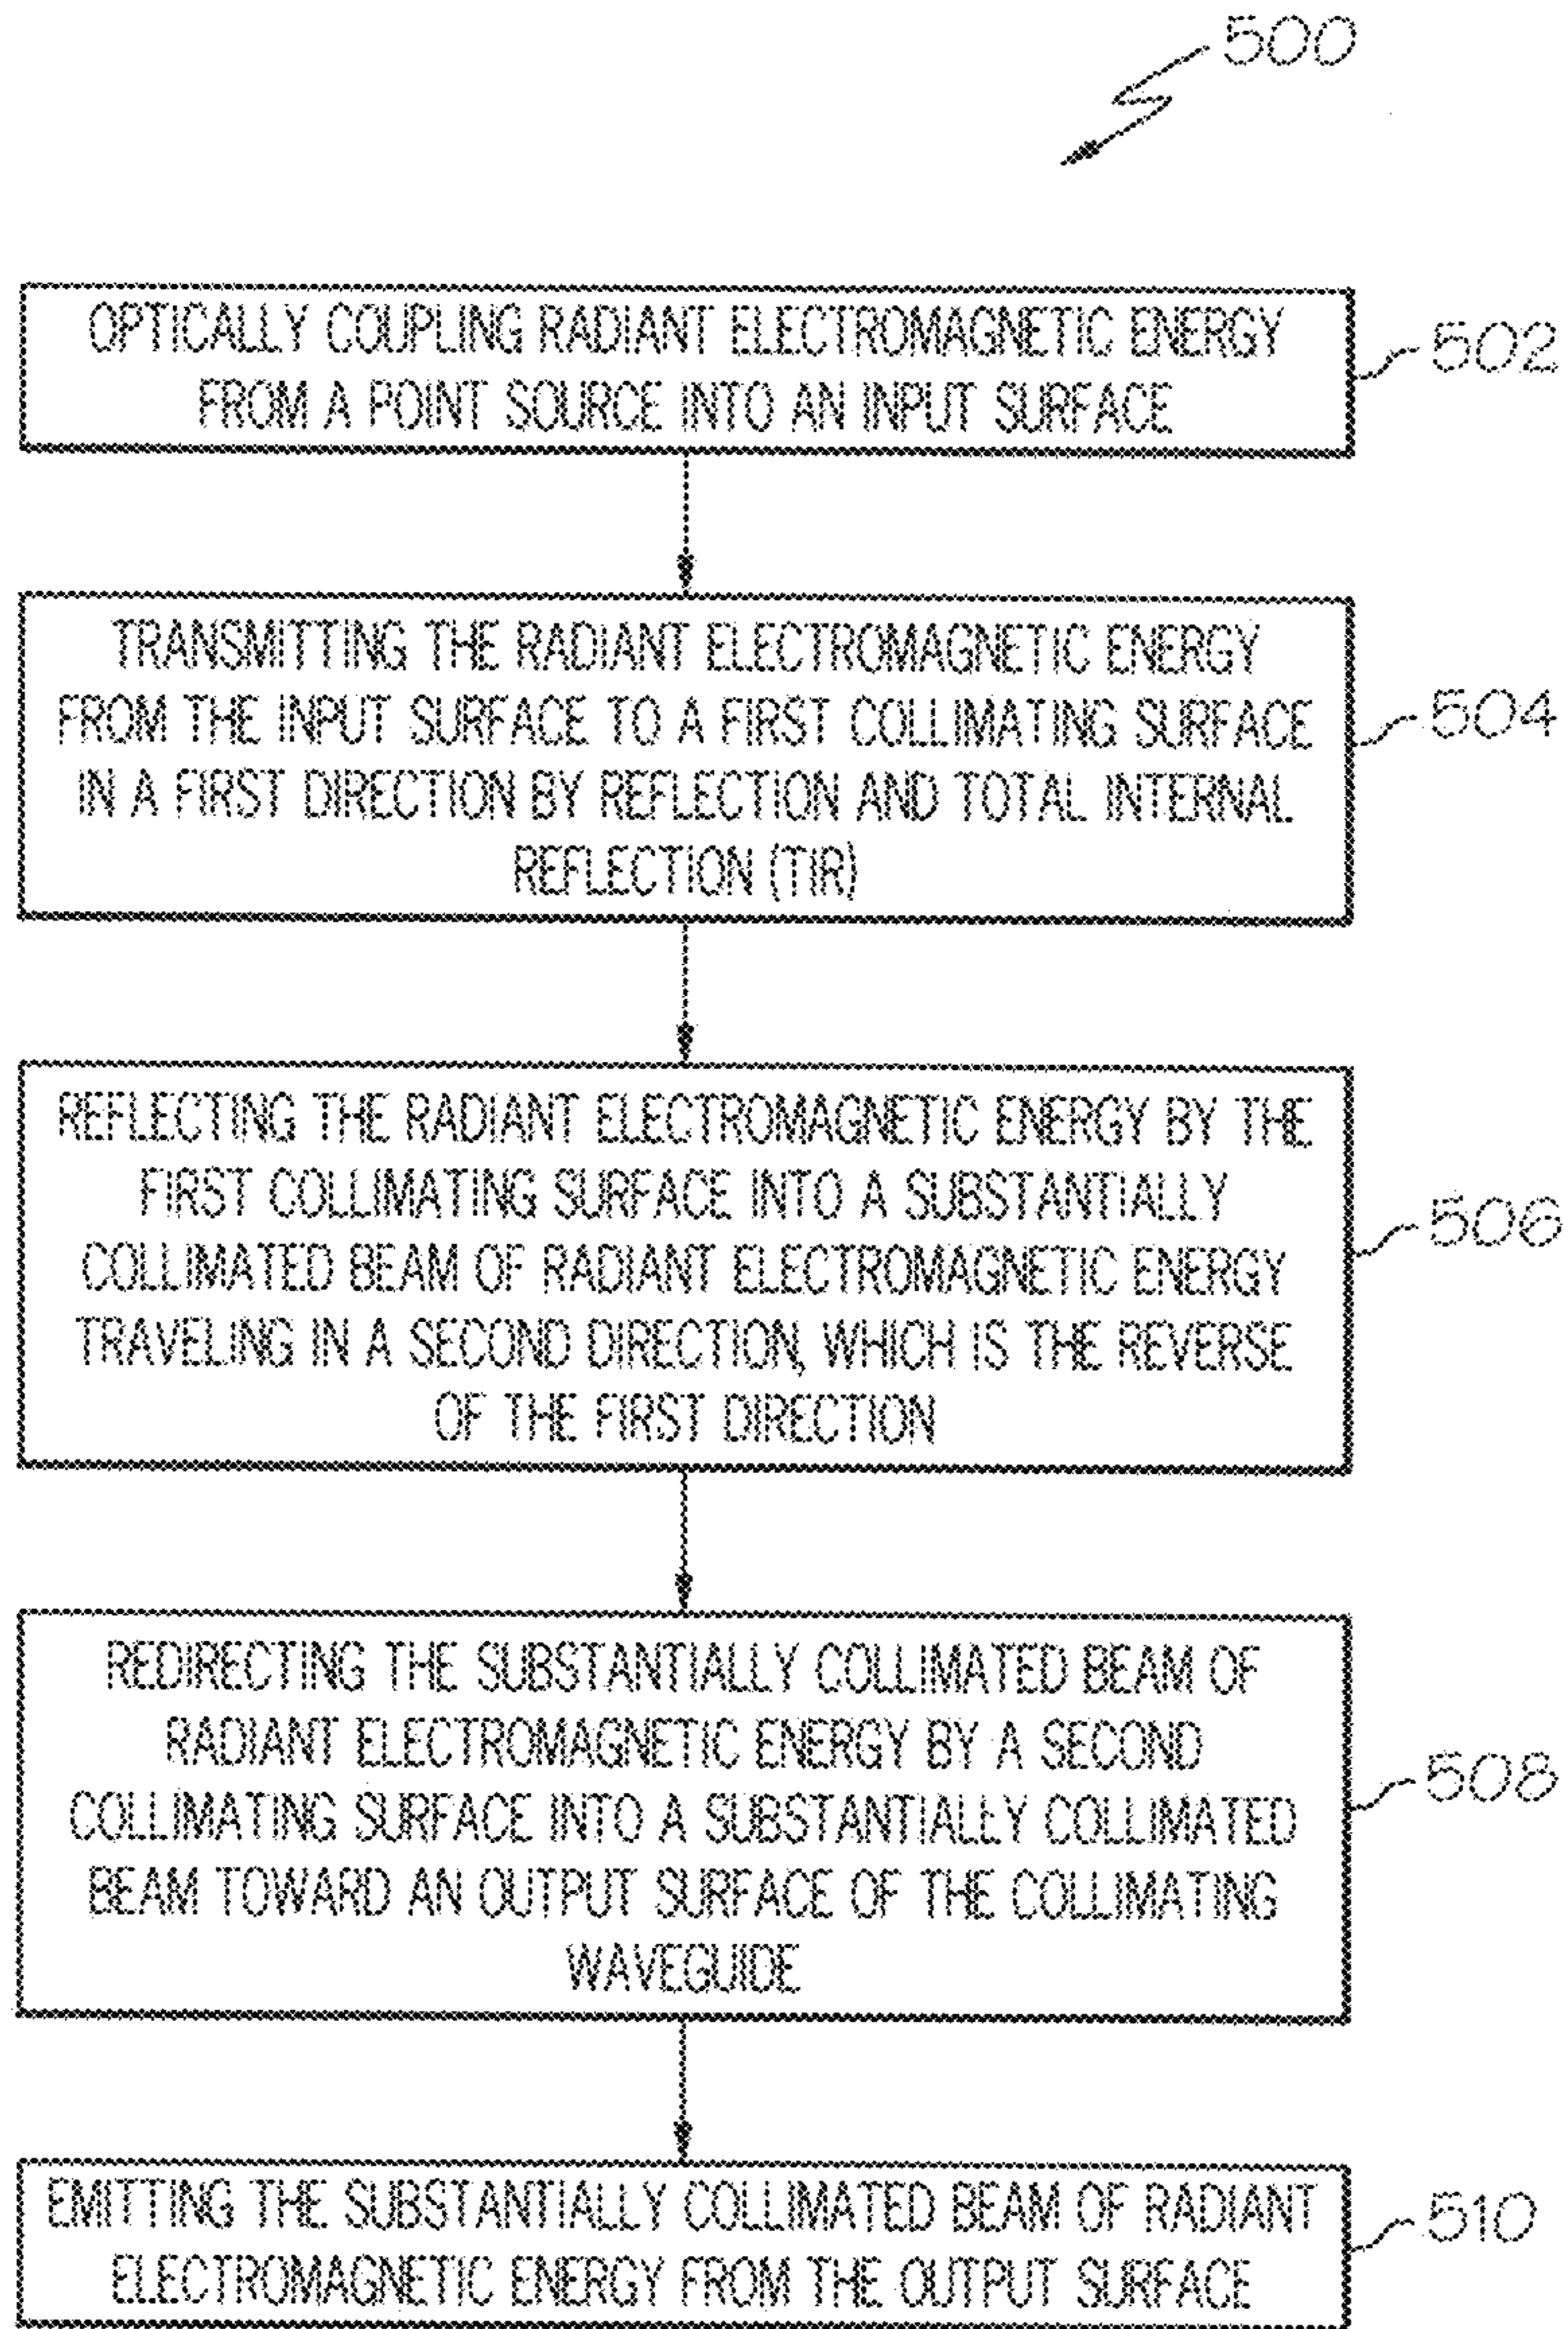 500
OPTICALLY COUPLING RADIANT ELECTROMAGNETIC ENERGY
FROM A POINT SOURCE INTO AN INPUT SURFACE
502
TRANSMITTING THE RADIANT ELECTROMAGNETIC ENERGY
FROM THE INPUT SURFACE TO A FIRST COLLIMATING SURFACE
IN A FIRST DIRECTION BY REFLECTION AND TOTAL INTERNAL
REFLECTION (TIR)
504
REFLECTING THE RADIANT ELECTROMAGNETIC ENERGY BY THE
FIRST COLLIMATING SURFACE INTO A SUBSTANTIALLY
COLLIMATED BEAM OF RADIANT ELECTROMAGNETIC ENERGY
TRAVELING IN A SECOND DIRECTION, WHICH IS THE REVERSE
OF THE FIRST DIRECTION
506
REDIRECTING THE SUBSTANTIALLY COLLIMATED BEAM OF
RADIANT ELECTROMAGNETIC ENERGY BY A SECOND
COLLIMATING SURFACE INTO A SUBSTANTIALLY COLLIMATED
BEAM TOWARD AN OUTPUT SURFACE OF THE COLLIMATING
WAVEGUIDE
508
EMITTING THE SUBSTANTIALLY COLLIMATED BEAM OF RADIANT
ELECTROMAGNETIC ENERGY FROM THE OUTPUT SURFACE
510